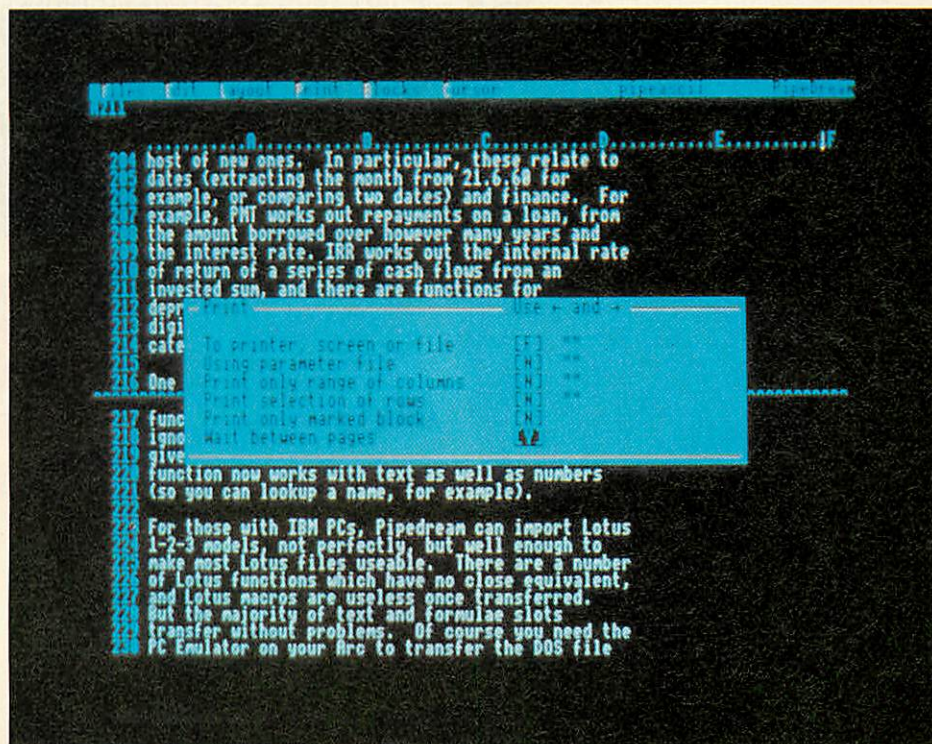 Files Edit Layout Print Blocks Cursor pipeascii PipeDream
A B C D E F
204 host of new ones. In particular, these relate to
205 dates (extracting the month from 21.6.60 for
206 example, or comparing two dates) and finance. For
207 example, PMT works out repayments on a loan, from
208 the amount borrowed over however many years and
209 the interest rate. IRR works out the internal rate
210 of return of a series of cash flows from an
211 invested sum, and there are functions for
212 depr
213 digi
214 cate
215
216 One
Print Use ← and →
To printer, screen or file [F] ""
Using parameter file [N] ""
Print only range of columns [N] ""
Print selection of rows [N] ""
Print only marked block [N]
Wait between pages
217 func
218 igno
219 give
220 function now works with text as well as numbers
221 (so you can lookup a name, for example).
222
223 For those with IBM PCs, Pipedream can import Lotus
224 1-2-3 models, not perfectly, but well enough to
225 make most Lotus files useable. There are a number
226 of Lotus functions which have no close equivalent,
227 and Lotus macros are useless once transferred.
228 But the majority of text and formulae slots
229 transfer without problems. Of course you need the
230 PC Emulator on your Arc to transfer the DOS file